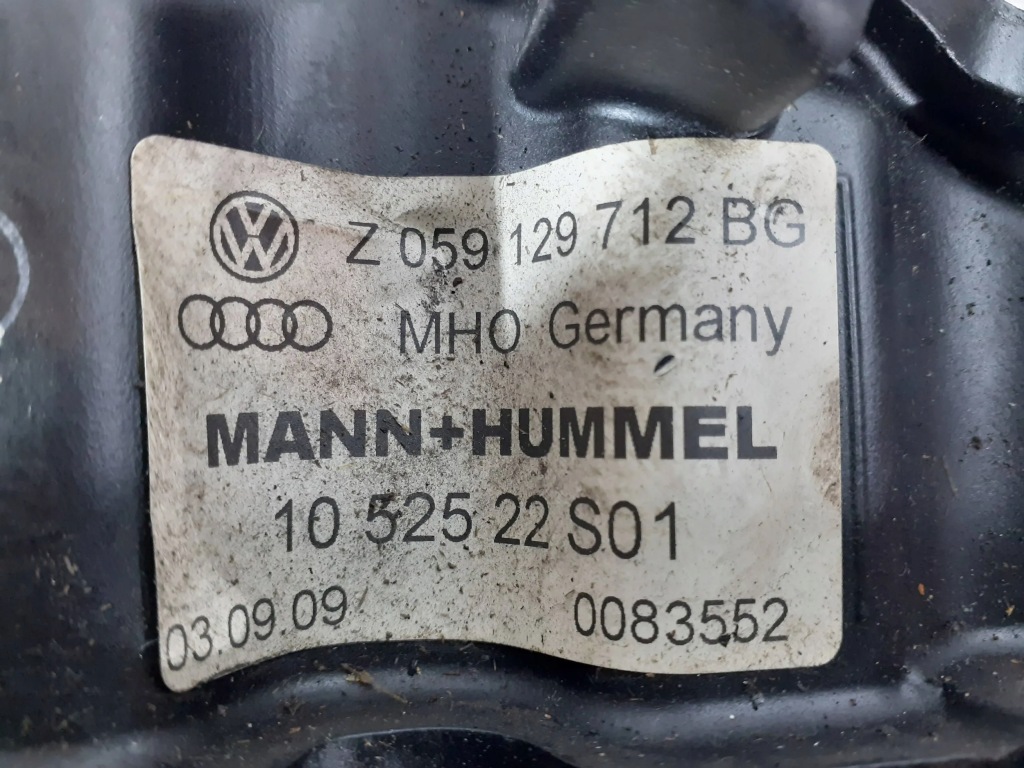 Z 059 129 712 BG
MHO Germany
MANN+HUMMEL
10 525 22 S01
03.09.09 0083552